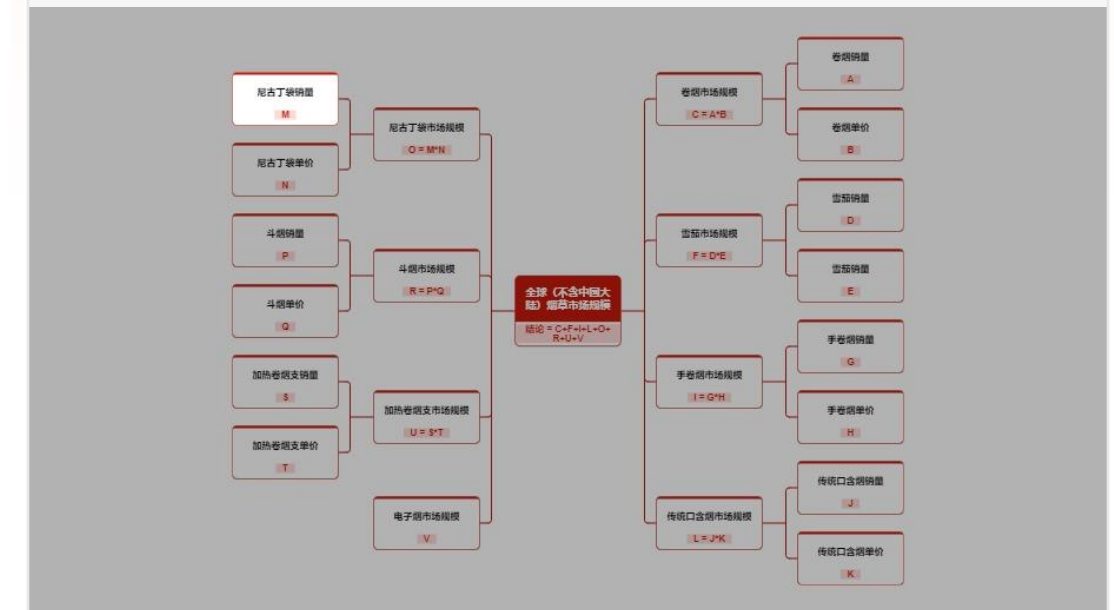 尼古丁袋销量
M
尼古丁袋单价
N
尼古丁袋市场规模
O = M*N
斗烟销量
P
斗烟单价
Q
斗烟市场规模
R = P*Q
加热卷烟支销量
S
加热卷烟支单价
T
加热卷烟支市场规模
U = S*T
电子烟市场规模
V
全球（不含中国大
陆）烟草市场规模
结论 = C+F+I+L+O+
R+U+V
卷烟市场规模
C = A*B
卷烟销量
A
卷烟单价
B
雪茄市场规模
F = D*E
雪茄销量
D
雪茄销量
E
手卷烟市场规模
I = G*H
手卷烟销量
G
手卷烟单价
H
传统口含烟市场规模
L = J*K
传统口含烟销量
J
传统口含烟单价
K